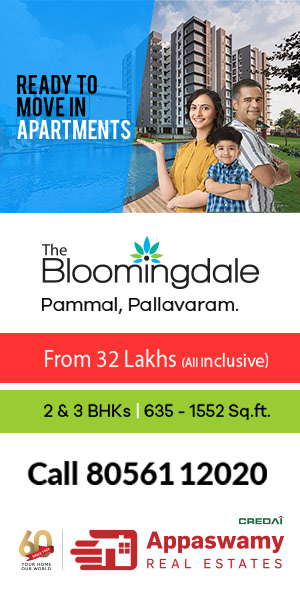 READY TO
MOVE IN
APARTMENTS
The
Bloomingdale
Pammal, Pallavaram.
From 32 Lakhs (All Inclusive)
2 & 3 BHKs | 635 - 1552 Sq.ft.
Call 80561 12020
CREDAI
60
YOUR HOME
OUR WORLD
Appaswamy
REAL ESTATES